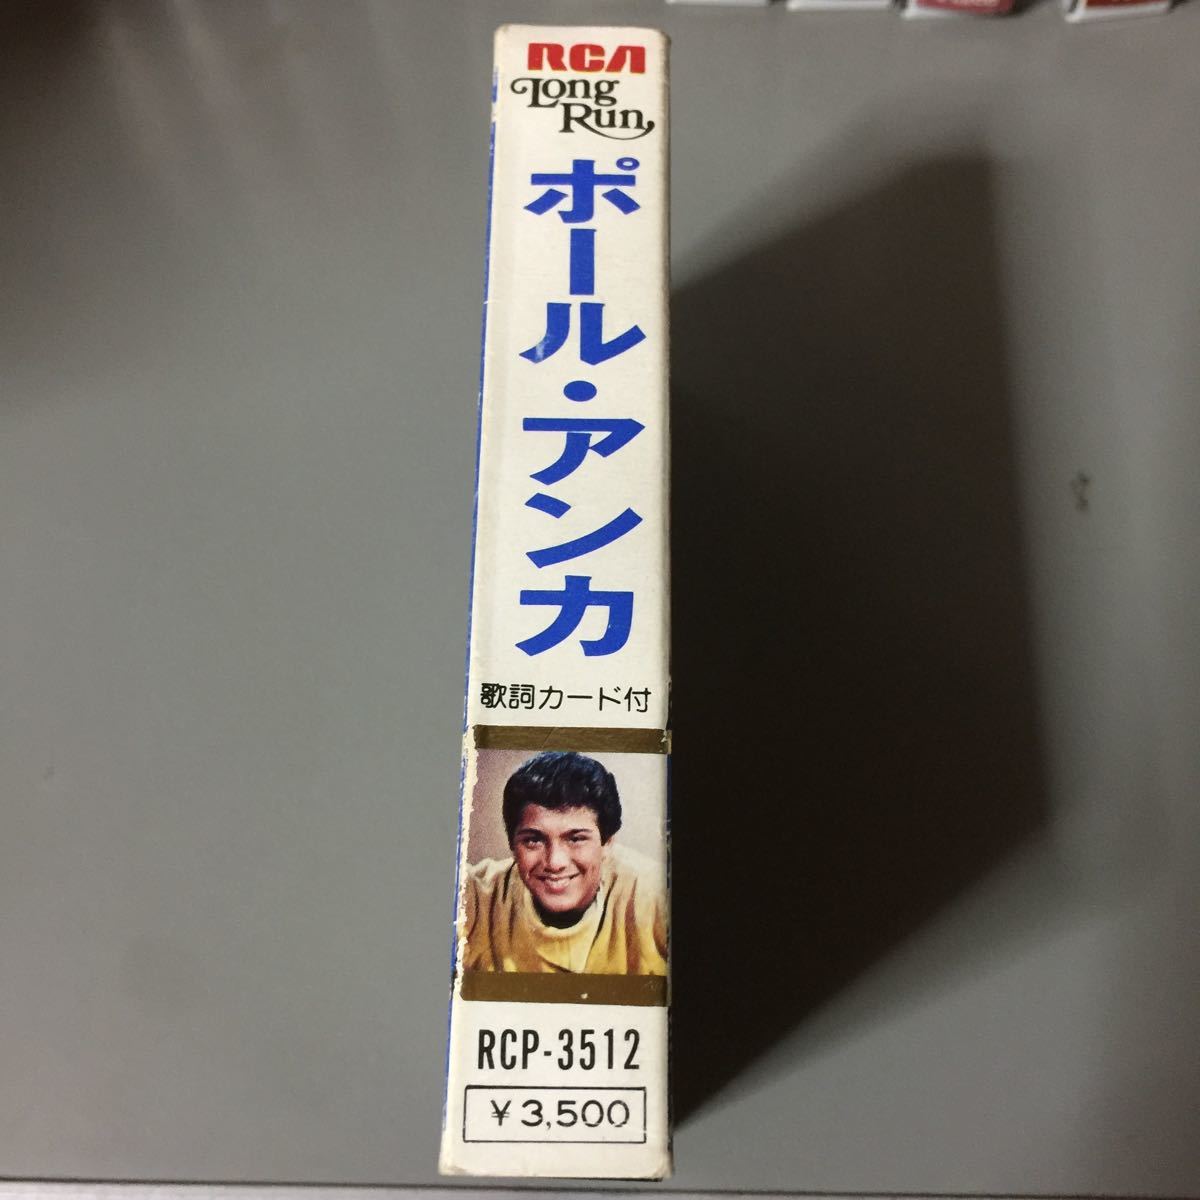 RCA
Long
Run
ポール・アンカ
歌詞カード付
RCP-3512
¥3,500